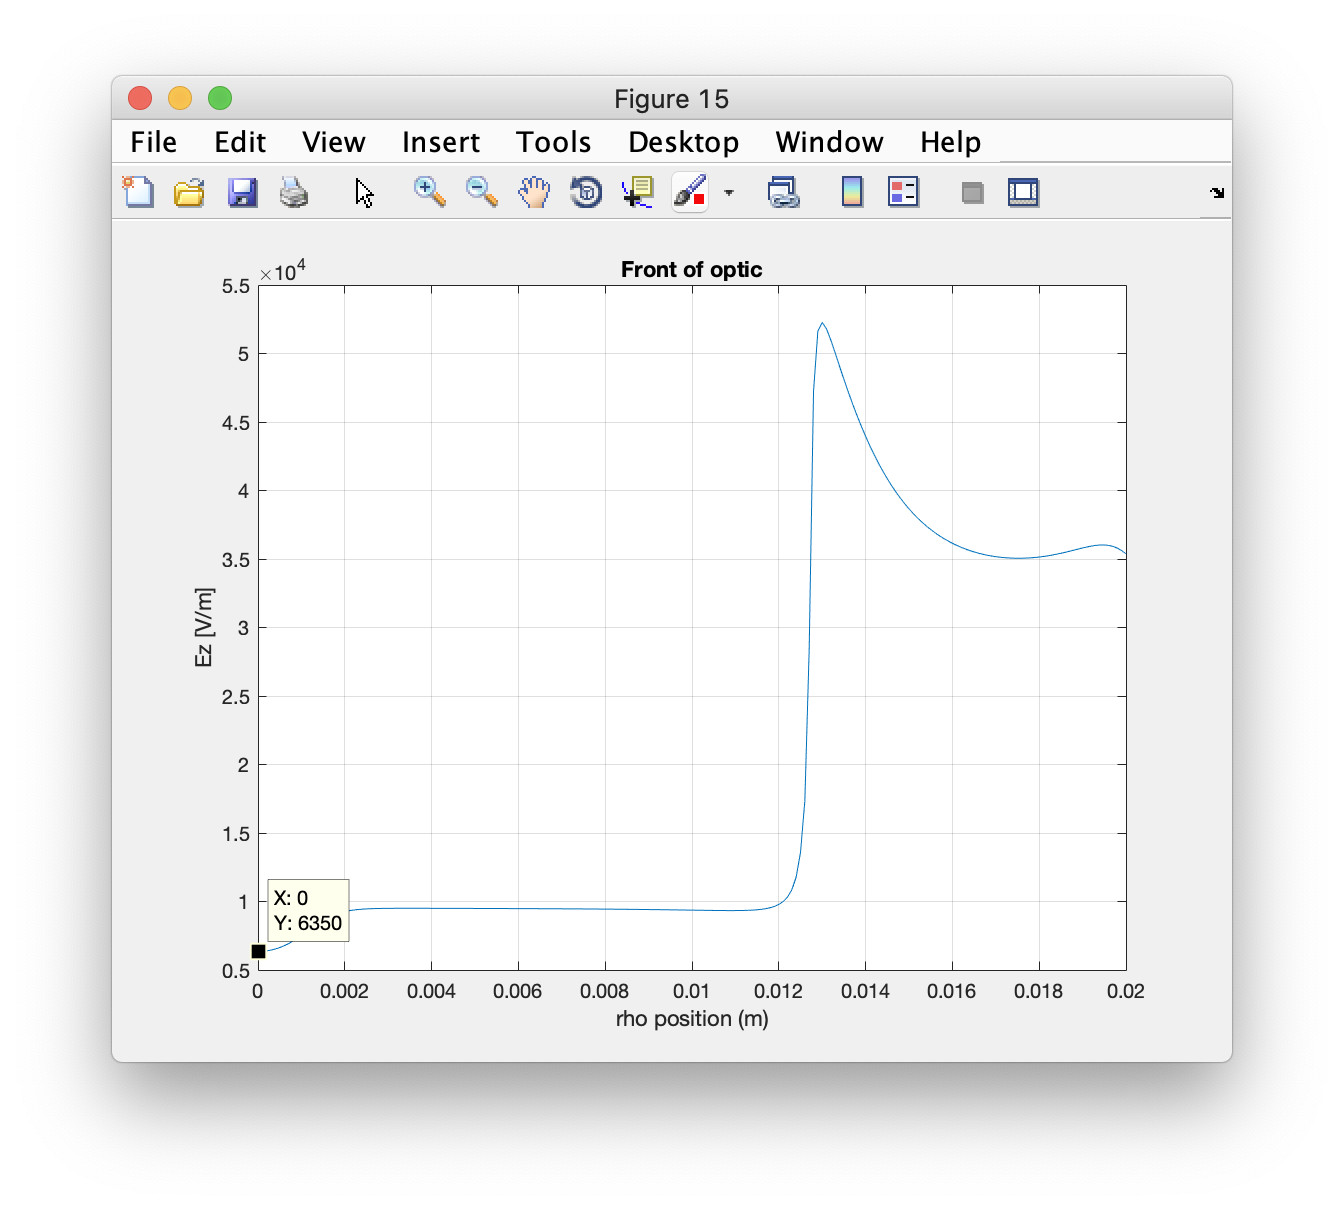 Figure 15
File Edit View Insert Tools Desktop Window Help
Front of optic
×10⁴
5.5
5
4.5
4
3.5
3
2.5
2
1.5
1
0.5
Ez [V/m]
X: 0
Y: 6350
0 0.002 0.004 0.006 0.008 0.01 0.012 0.014 0.016 0.018 0.02
rho position (m)